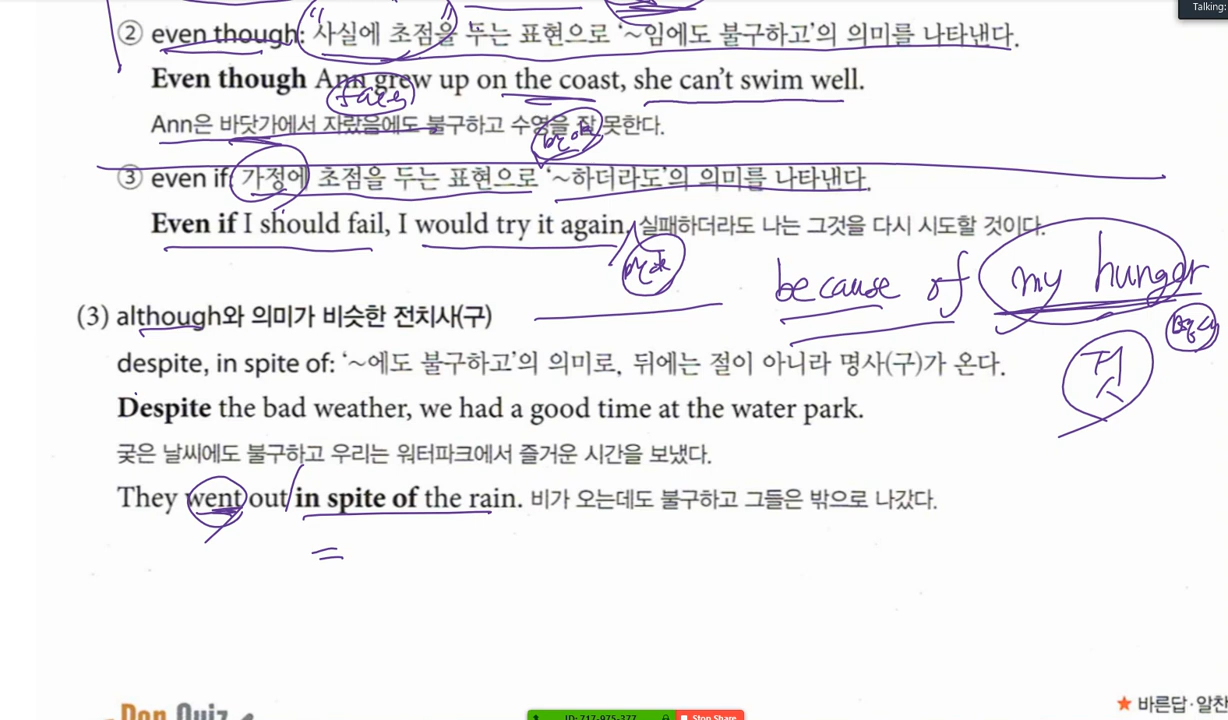 Talking:
② even though: 사실에 초점을 두는 표현으로 '~임에도 불구하고'의 의미를 나타낸다.
Even though Ann grew up on the coast, she can't swim well.
Ann은 바닷가에서 자랐음에도 불구하고 수영을 잘 못한다.
③ even if: 가정에 초점을 두는 표현으로 '~하더라도'의 의미를 나타낸다.
Even if I should fail, I would try it again. 실패하더라도 나는 그것을 다시 시도할 것이다.
because of my hunger
(3) although와 의미가 비슷한 전치사(구)
despite, in spite of: '~에도 불구하고'의 의미로, 뒤에는 절이 아니라 명사(구)가 온다.
Despite the bad weather, we had a good time at the water park.
궂은 날씨에도 불구하고 우리는 워터파크에서 즐거운 시간을 보냈다.
They went out in spite of the rain. 비가 오는데도 불구하고 그들은 밖으로 나갔다.
=
Pop Quiz
★ 바른답·알찬
ID: 717-975-377 Stop Share